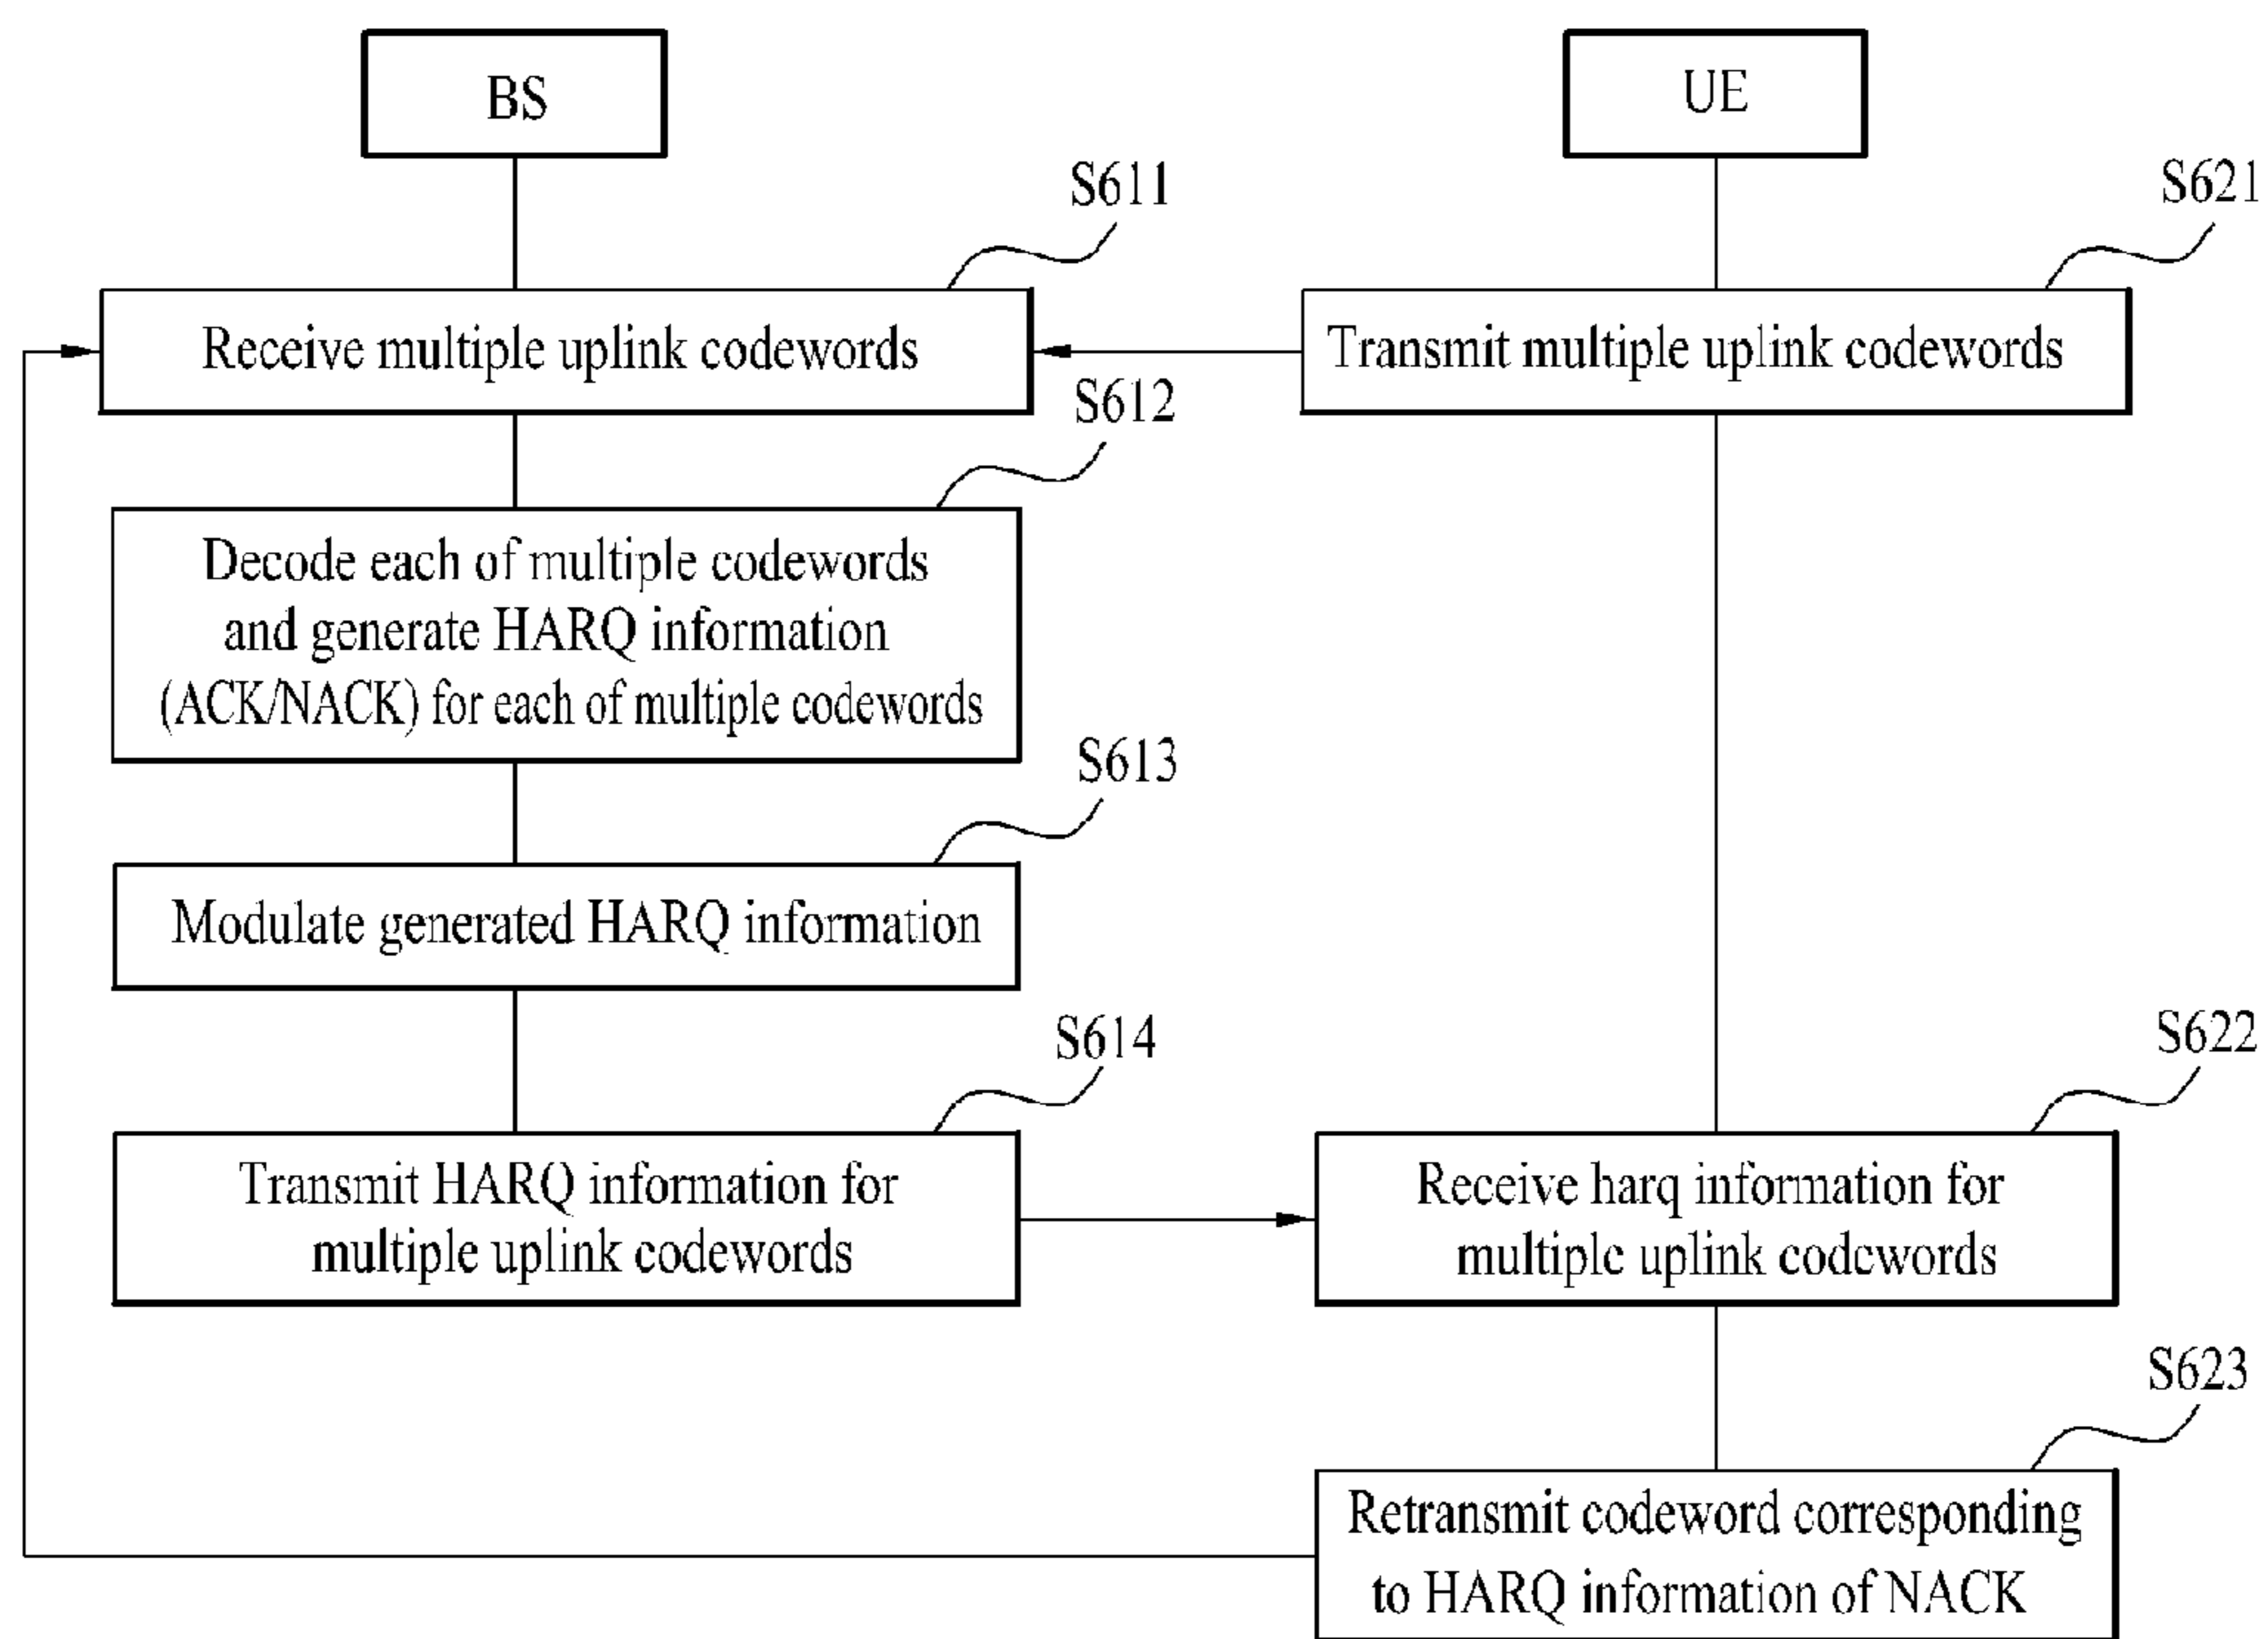 BS
UE
S611
S621
Receive multiple uplink codewords
Transmit multiple uplink codewords
S612
Decode each of multiple codewords
and generate HARQ information
(ACK/NACK) for each of multiple codewords
S613
Modulate generated HARQ information
S614
S622
Transmit HARQ information for
multiple uplink codewords
Receive harq information for
multiple uplink codewords
S623
Retransmit codeword corresponding
to HARQ information of NACK